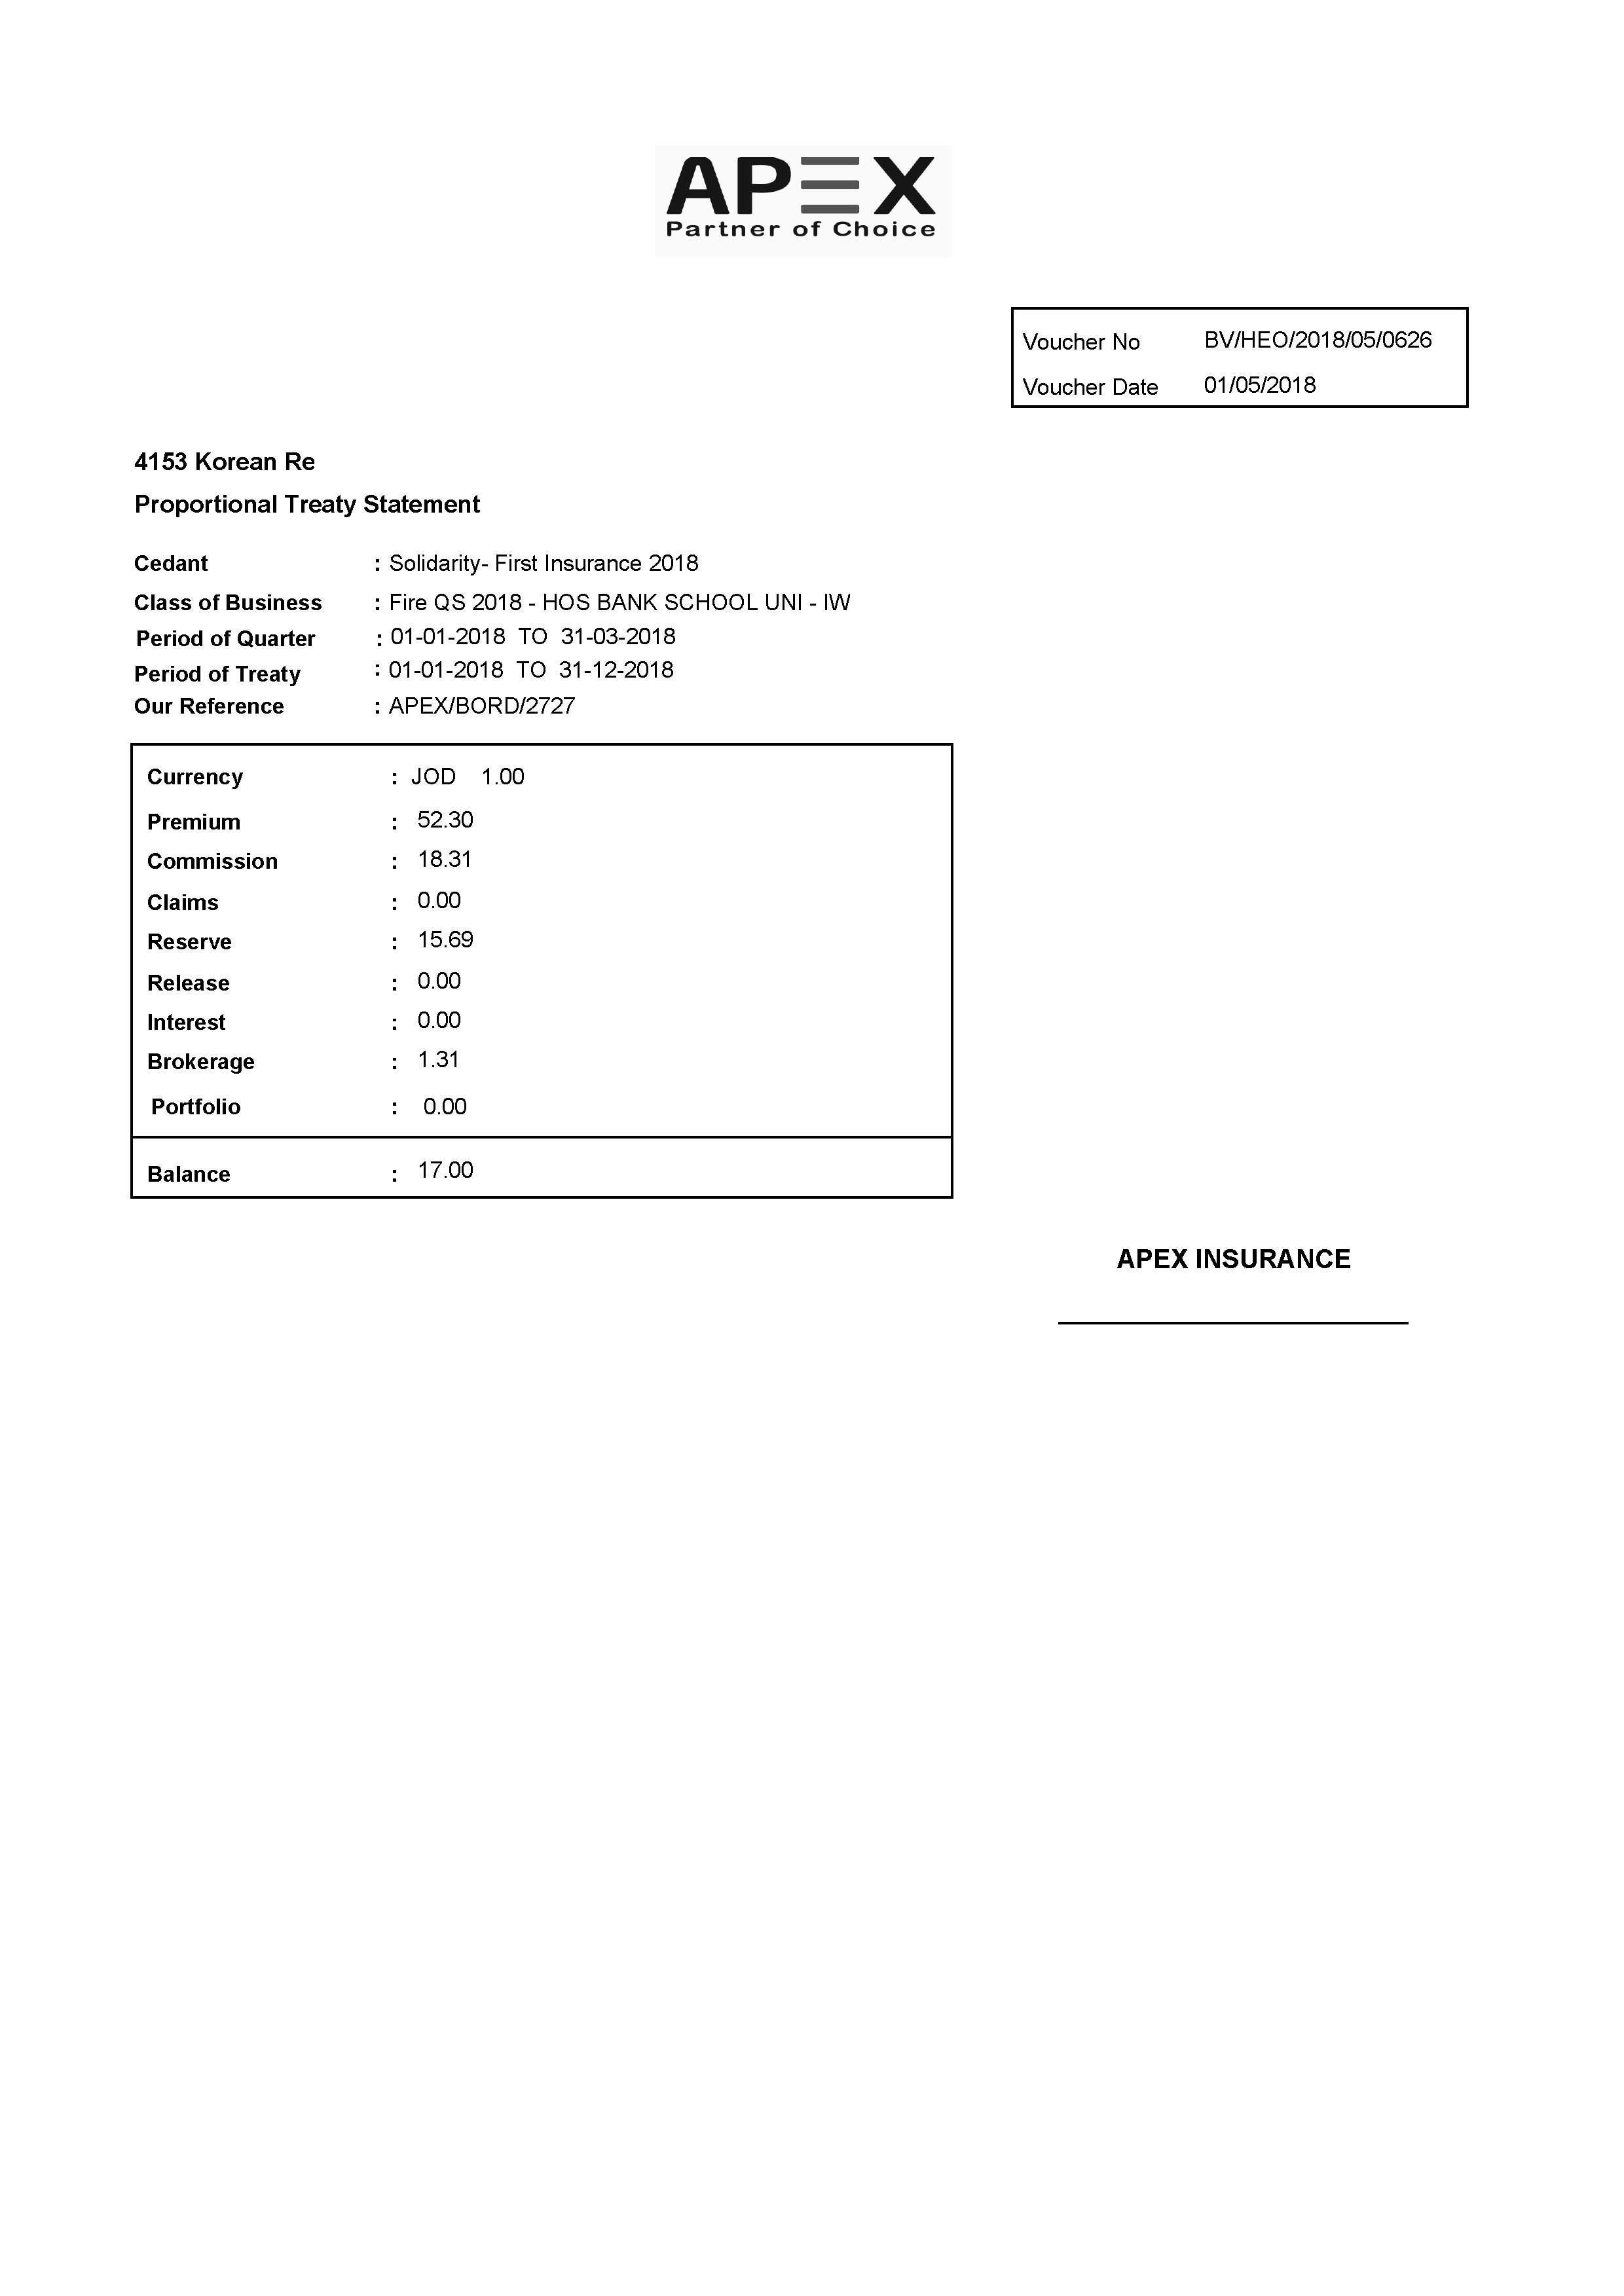 APEX
Partner of Choice
Voucher No BV/HEO/2018/05/0626
Voucher Date 01/05/2018
4153 Korean Re
Proportional Treaty Statement
Cedant : Solidarity- First Insurance 2018
Class of Business : Fire QS 2018 - HOS BANK SCHOOL UNI - IW
Period of Quarter : 01-01-2018 TO 31-03-2018
Period of Treaty : 01-01-2018 TO 31-12-2018
Our Reference : APEX/BORD/2727
Currency : JOD 1.00
Premium : 52.30
Commission : 18.31
Claims : 0.00
Reserve : 15.69
Release : 0.00
Interest : 0.00
Brokerage : 1.31
Portfolio : 0.00
Balance : 17.00
APEX INSURANCE